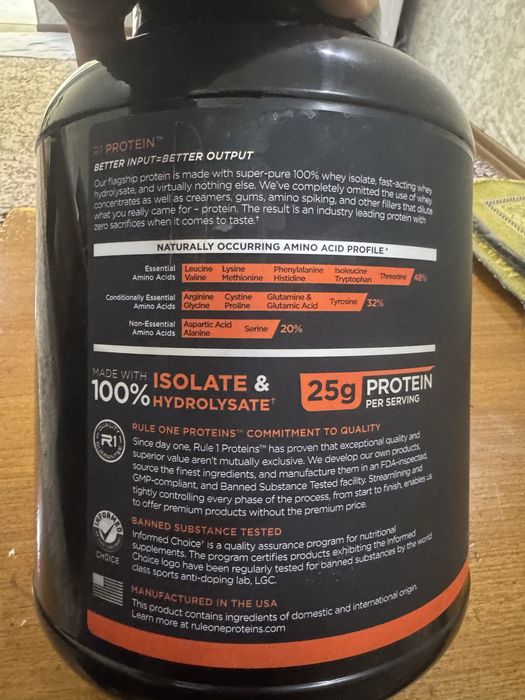 R1 PROTEIN™
BETTER INPUT=BETTER OUTPUT
Our flagship protein is made with super-pure 100% whey isolate, fast-acting whey
hydrolysate, and virtually nothing else. We've completely omitted the use of whey
concentrates as well as creamers, gums, amino spiking, and other fillers that dilute
what you really came for – protein. The result is an industry leading protein with
zero sacrifices when it comes to taste.†
NATURALLY OCCURRING AMINO ACID PROFILE*
Essential Amino Acids Leucine Lysine Phenylalanine Isoleucine
Valine Methionine Histidine Tryptophan Threonine 48%
Conditionally Essential Amino Acids Arginine Cystine Glutamine &
Glycine Proline Glutamic Acid Tyrosine 32%
Non-Essential Amino Acids Aspartic Acid
Alanine Serine 20%
MADE WITH
100% ISOLATE &
HYDROLYSATE†
25g PROTEIN
PER SERVING
QUALITY
R1
GUARANTEED
RULE ONE PROTEINS™ COMMITMENT TO QUALITY
Since day one, Rule 1 Proteins™ has proven that exceptional quality and
superior value aren't mutually exclusive. We develop our own products,
source the finest ingredients, and manufacture them in an FDA-inspected,
GMP-compliant, and Banned Substance Tested facility. Streamlining and
tightly controlling every phase of the process, from start to finish, enables us
to offer premium products without the premium price.
INFORMED
CHOICE
BANNED SUBSTANCE TESTED
Informed Choice† is a quality assurance program for nutritional
supplements. The program certifies products exhibiting the Informed
Choice logo have been regularly tested for banned substances by the world
class sports anti-doping lab, LGC.
MANUFACTURED IN THE USA
This product contains ingredients of domestic and international origin.
Learn more at ruleoneproteins.com